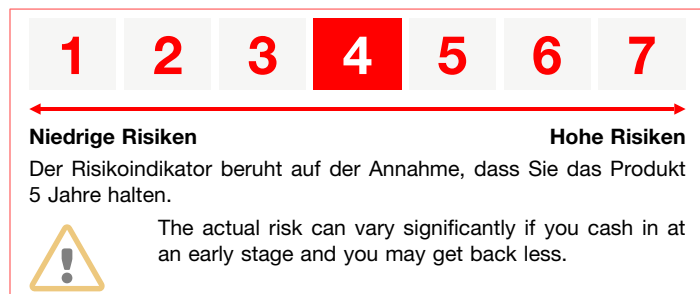 1 2 3 4 5 6 7
Niedrige Risiken Hohe Risiken
Der Risikoindikator beruht auf der Annahme, dass Sie das Produkt
5 Jahre halten.
The actual risk can vary significantly if you cash in at
an early stage and you may get back less.